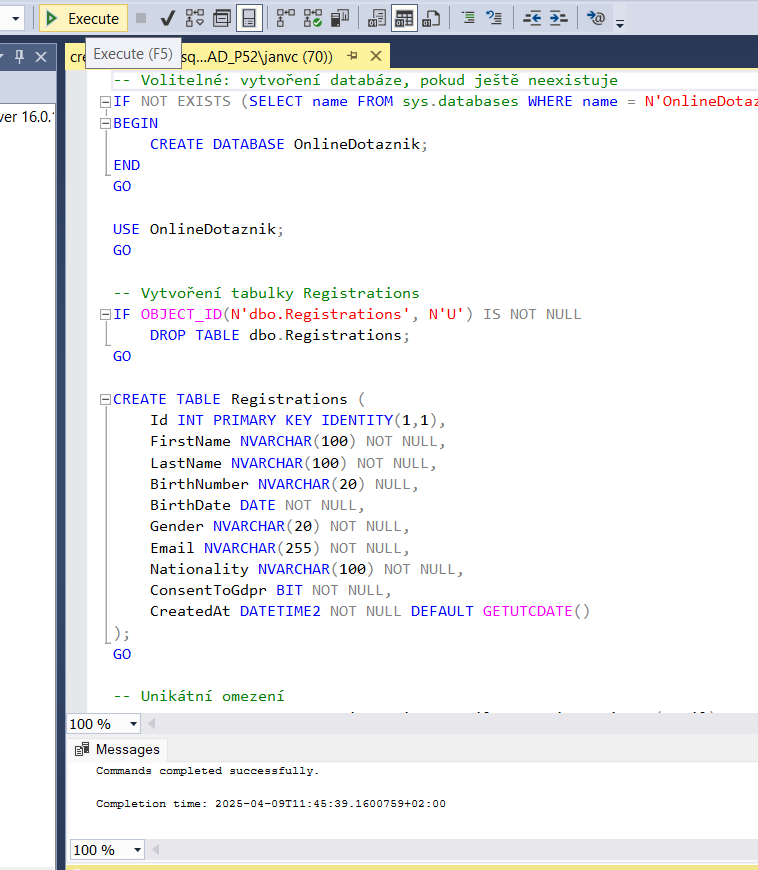 Execute
cre
sq...AD_P52\janvc (70))
Execute (F5)
ver 16.0.
-- Volitelné: vytvoření databáze, pokud ještě neexistuje
IF NOT EXISTS (SELECT name FROM sys.databases WHERE name = N'OnlineDotaz
BEGIN
CREATE DATABASE OnlineDotaznik;
END
GO
USE OnlineDotaznik;
GO
-- Vytvoření tabulky Registrations
IF OBJECT_ID(N'dbo.Registrations', N'U') IS NOT NULL
DROP TABLE dbo.Registrations;
GO
CREATE TABLE Registrations (
Id INT PRIMARY KEY IDENTITY(1,1),
FirstName NVARCHAR(100) NOT NULL,
LastName NVARCHAR(100) NOT NULL,
BirthNumber NVARCHAR(20) NULL,
BirthDate DATE NOT NULL,
Gender NVARCHAR(20) NOT NULL,
Email NVARCHAR(255) NOT NULL,
Nationality NVARCHAR(100) NOT NULL,
ConsentToGdpr BIT NOT NULL,
CreatedAt DATETIME2 NOT NULL DEFAULT GETUTCDATE()
);
GO
-- Unikátní omezení
100 %
Messages
Commands completed successfully.
Completion time: 2025-04-09T11:45:39.1600759+02:00
100 %